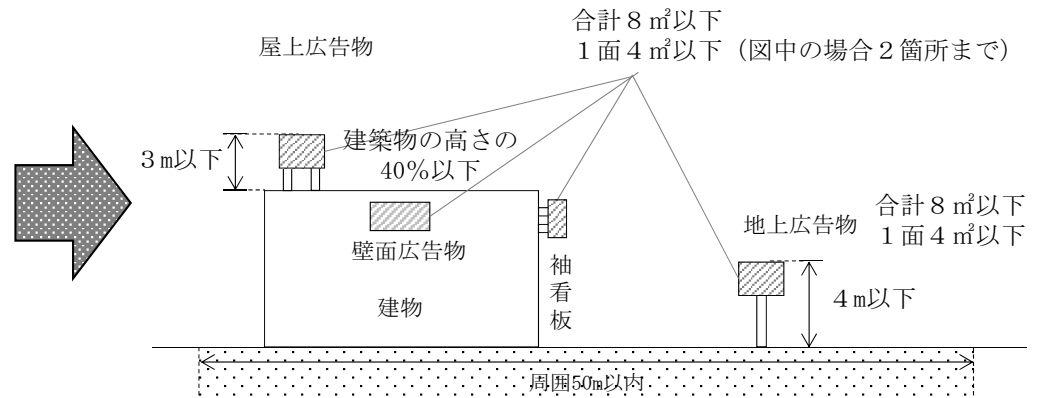 合計８㎡以下
１面４㎡以下（図中の場合２箇所まで）
屋上広告物
３m以下
建築物の高さの
40％以下
合計８㎡以下
１面４㎡以下
地上広告物
壁面広告物
袖看板
建物
４m以下
周囲50m以内